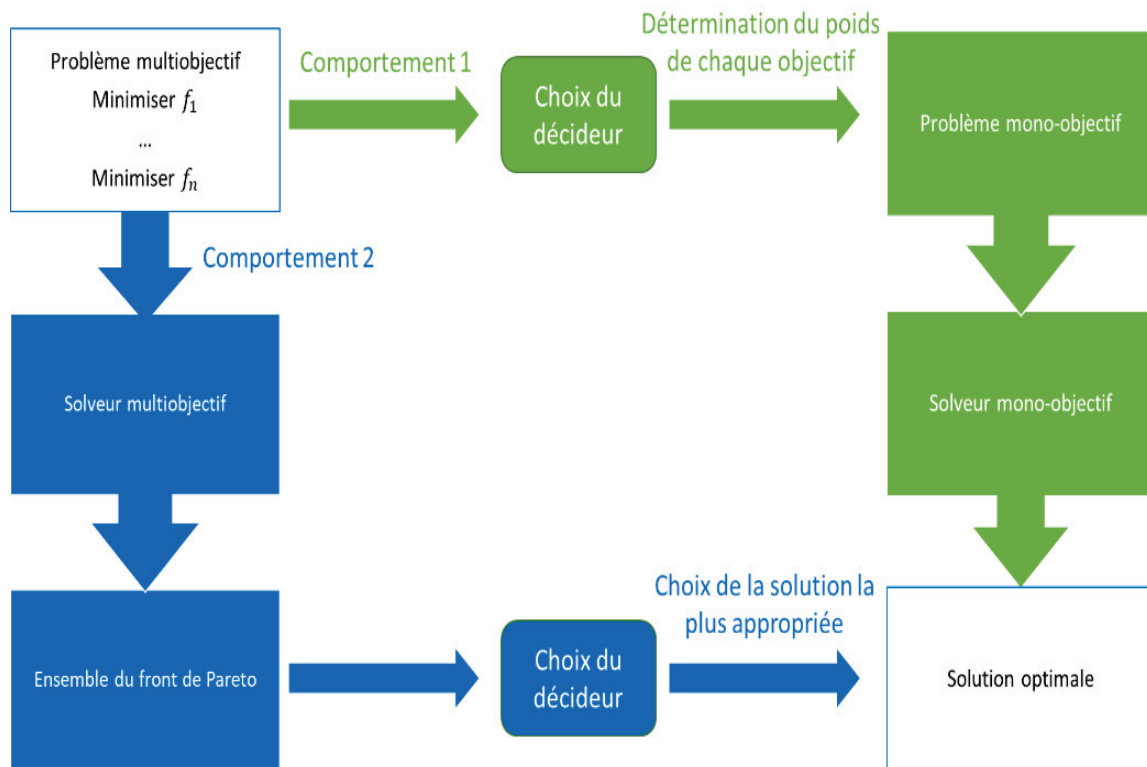 Problème multiobjectif
Minimiser f₁
...
Minimiser fₙ
Comportement 1
Choix du
décideur
Détermination du poids
de chaque objectif
Problème mono-objectif
Comportement 2
Solveur multiobjectif
Solveur mono-objectif
Ensemble du front de Pareto
Choix du
décideur
Choix de la solution la
plus appropriée
Solution optimale